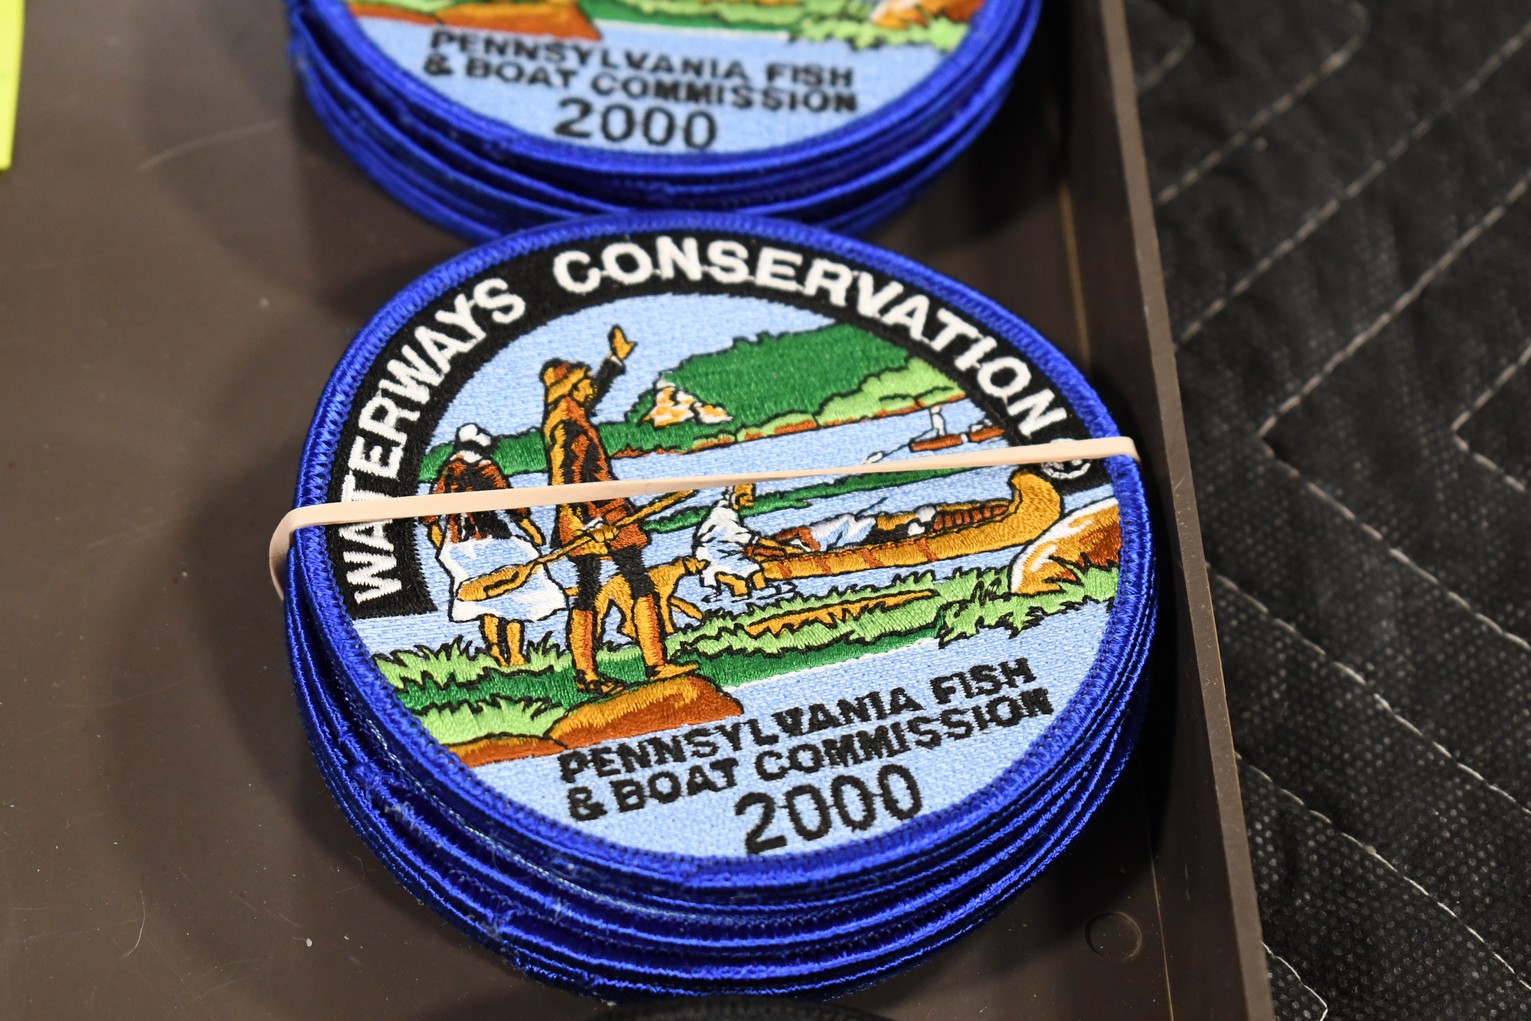 PENNSYLVANIA FISH
& BOAT COMMISSION
2000
WATERWAYS CONSERVATION
PENNSYLVANIA FISH
& BOAT COMMISSION
2000